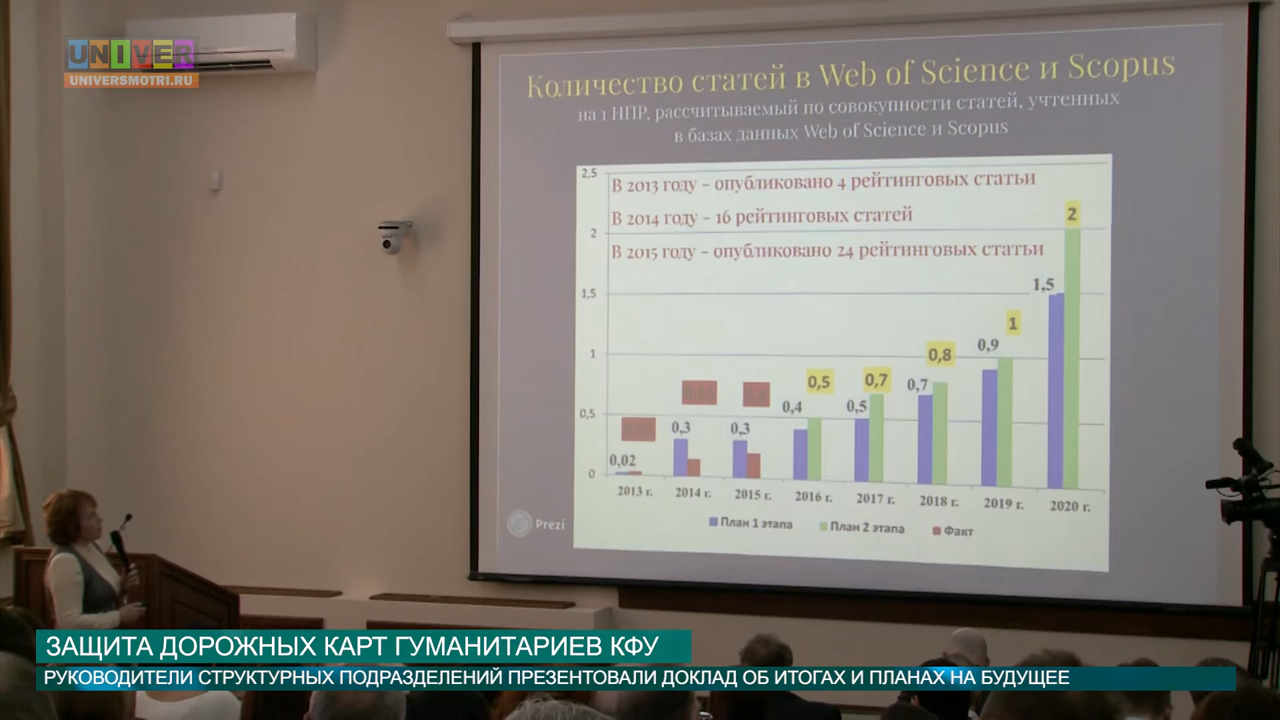 UNIVER
UNIVERSMOTRI.RU
Количество статей в Web of Science и Scopus
на 1 НПР, рассчитываемый по совокупности статей, учтенных
в базах данных Web of Science и Scopus
В 2013 году - опубликовано 4 рейтинговых статьи
В 2014 году - 16 рейтинговых статей
В 2015 году - опубликовано 24 рейтинговых статьи
2,5
2
1,5
1
0,5
0
0,02
0,3
0,3
0,4
0,5
0,5
0,7
0,7
0,8
0,9
1
1,5
2
2013 г. 2014 г. 2015 г. 2016 г. 2017 г. 2018 г. 2019 г. 2020 г.
План 1 этапа План 2 этапа Факт
Prezi
ЗАЩИТА ДОРОЖНЫХ КАРТ ГУМАНИТАРИЕВ КФУ
РУКОВОДИТЕЛИ СТРУКТУРНЫХ ПОДРАЗДЕЛЕНИЙ ПРЕЗЕНТОВАЛИ ДОКЛАД ОБ ИТОГАХ И ПЛАНАХ НА БУДУЩЕЕ